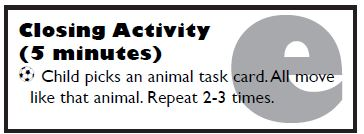 Closing Activity
(5 minutes)
Child picks an animal task card. All move
like that animal. Repeat 2-3 times.
e